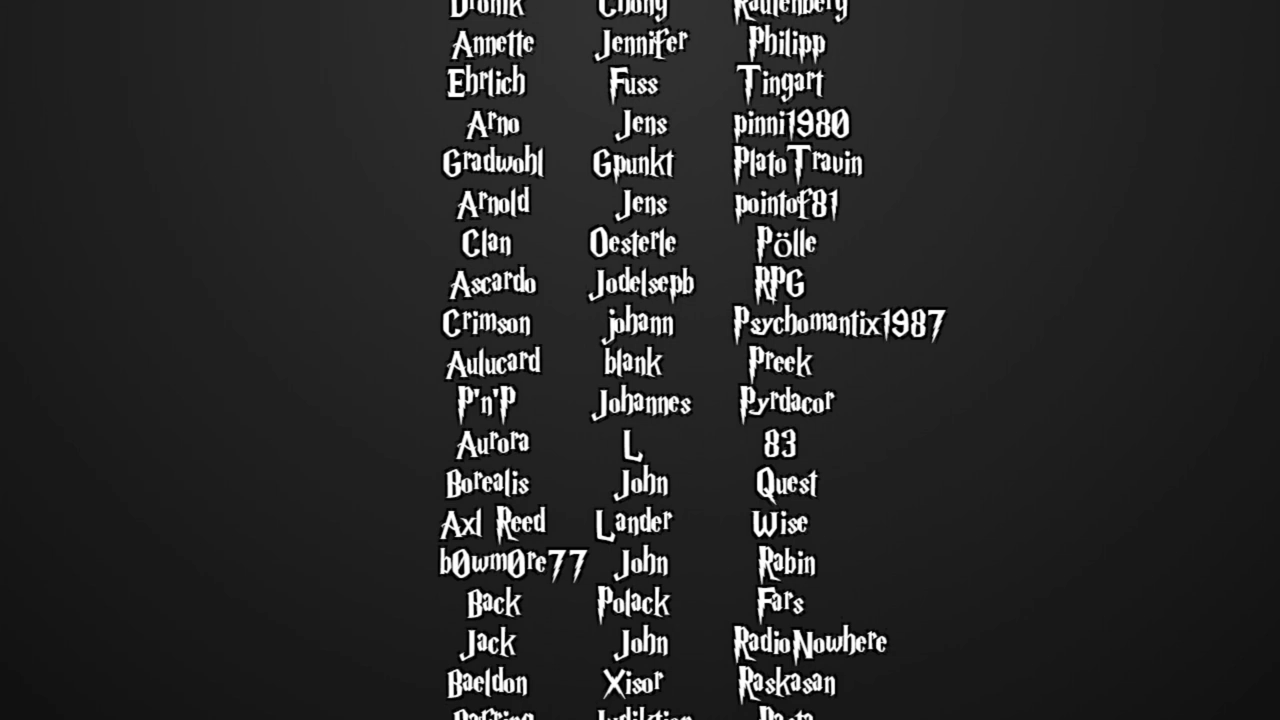 Annette Jennifer Philipp
Ehrlich Fuss Tingart
Arno Jens pinni1980
Gradwohl Gpunkt PlatoTravin
Arnold Jens pointof81
Clan Oesterle Pölle
Ascardo Jodelsepb RPG
Crimson johann Psychomantix1987
Aulucard blank Preek
P'n'P Johannes Pyrdacor
Aurora L 83
Borealis John Quest
Axl Reed Lander Wise
b0wm0re77 John Rabin
Back Polack Fars
Jack John RadioNowhere
Baeldon Xisor Raskasan